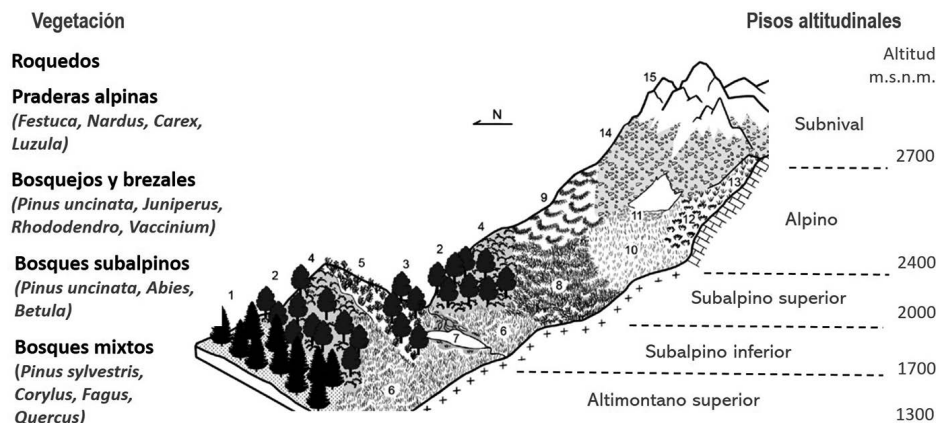 Vegetación
Pisos altitudinales
Roquedos
Praderas alpinas
(Festuca, Nardus, Carex,
Luzula)
Bosquejos y brezales
(Pinus uncinata, Juniperus,
Rhododendro, Vaccinium)
Bosques subalpinos
(Pinus uncinata, Abies,
Betula)
Bosques mixtos
(Pinus sylvestris,
Corylus, Fagus,
Quercus)
N
15
14
9
4
2
3
5
4
2
1
13
12
11
10
8
6
7
6
Altitud
m.s.n.m.
Subnival
2700
Alpino
2400
Subalpino superior
2000
Subalpino inferior
1700
Altimontano superior
1300